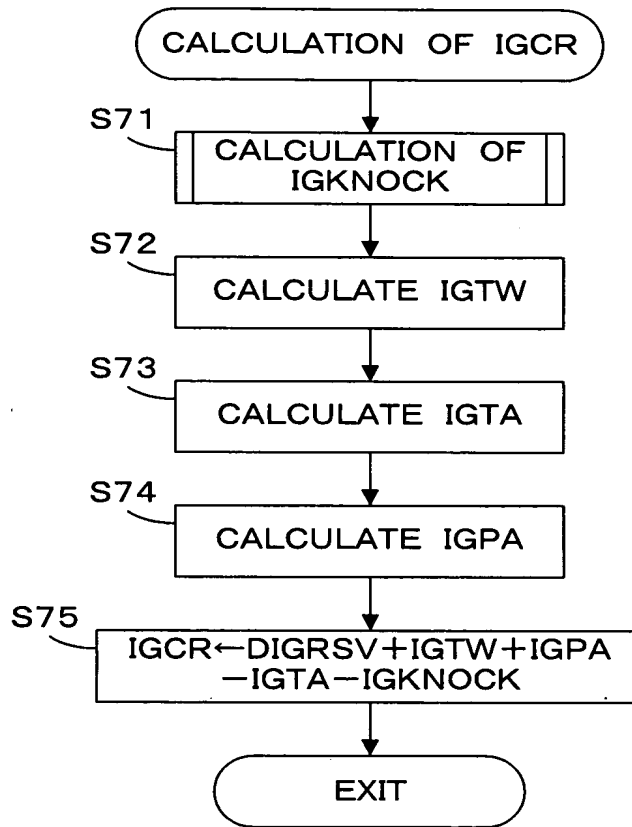 CALCULATION OF IGCR
S71
CALCULATION OF
IGKNOCK
S72
CALCULATE IGTW
S73
CALCULATE IGTA
S74
CALCULATE IGPA
S75
IGCR←DIGRSV+IGTW+IGPA
−IGTA−IGKNOCK
EXIT